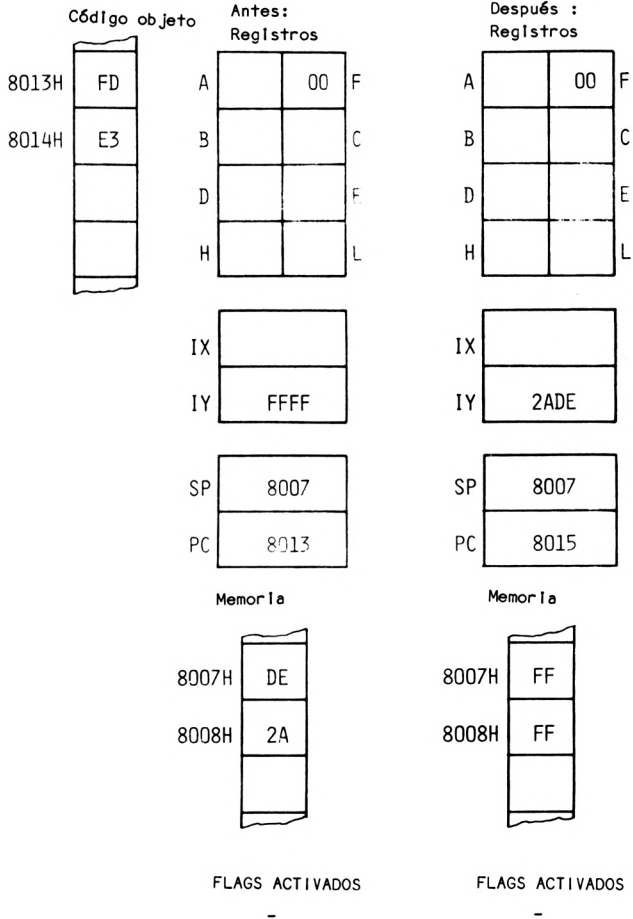 Código objeto Antes: Después :
Registros Registros
8013H FD A 00 F A 00 F
8014H E3 B C B C
D E D E
H L H L
IX IX
IY FFFF IY 2ADE
SP 8007 SP 8007
PC 8013 PC 8015
Memoria Memoria
8007H DE 8007H FF
8008H 2A 8008H FF
FLAGS ACTIVADOS FLAGS ACTIVADOS
- -